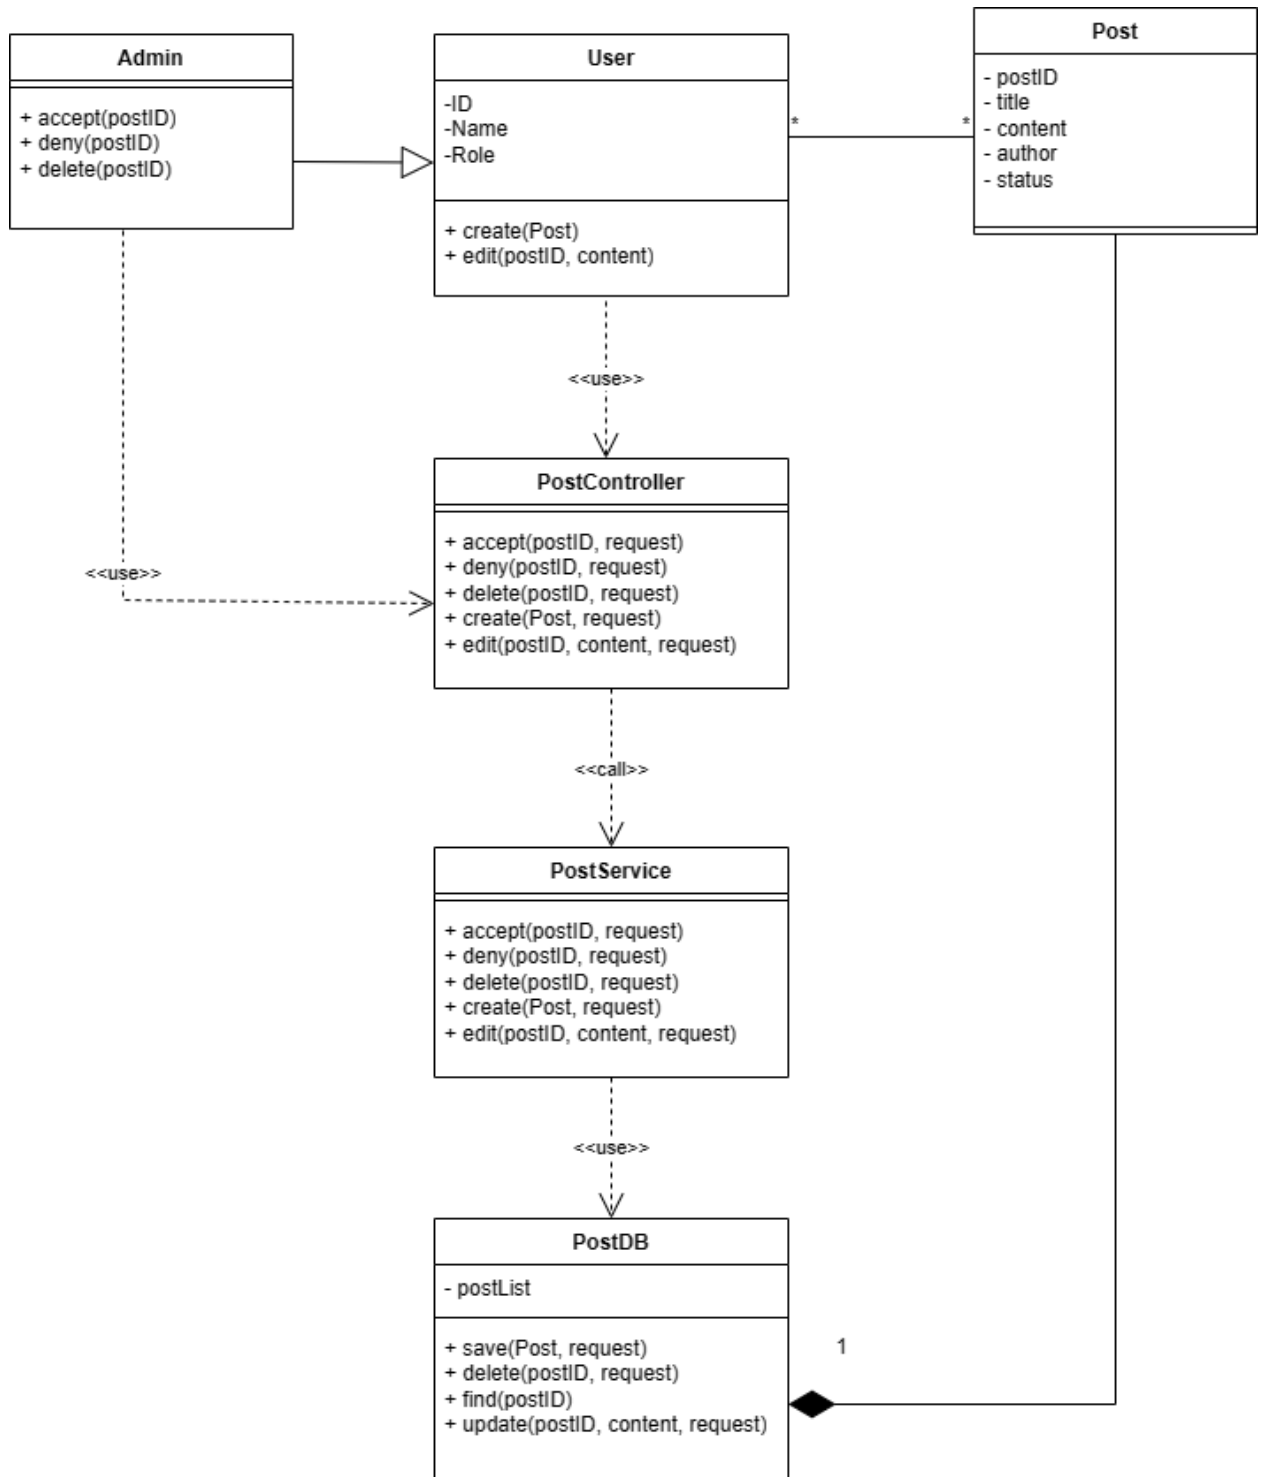 Admin
+ accept(postID)
+ deny(postID)
+ delete(postID)
User
-ID
-Name
-Role
+ create(Post)
+ edit(postID, content)
*
*
Post
- postID
- title
- content
- author
- status
<<use>>
<<use>>
PostController
+ accept(postID, request)
+ deny(postID, request)
+ delete(postID, request)
+ create(Post, request)
+ edit(postID, content, request)
<<call>>
PostService
+ accept(postID, request)
+ deny(postID, request)
+ delete(postID, request)
+ create(Post, request)
+ edit(postID, content, request)
<<use>>
PostDB
- postList
+ save(Post, request)
+ delete(postID, request)
+ find(postID)
+ update(postID, content, request)
1